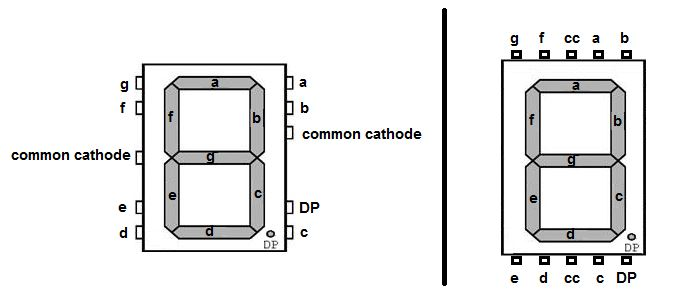 g f cc a b
a
g a
f b
f b
f b
common cathode
common cathode g
g
e c
e c
e DP
d c
d
d
DP
DP
e d cc c DP